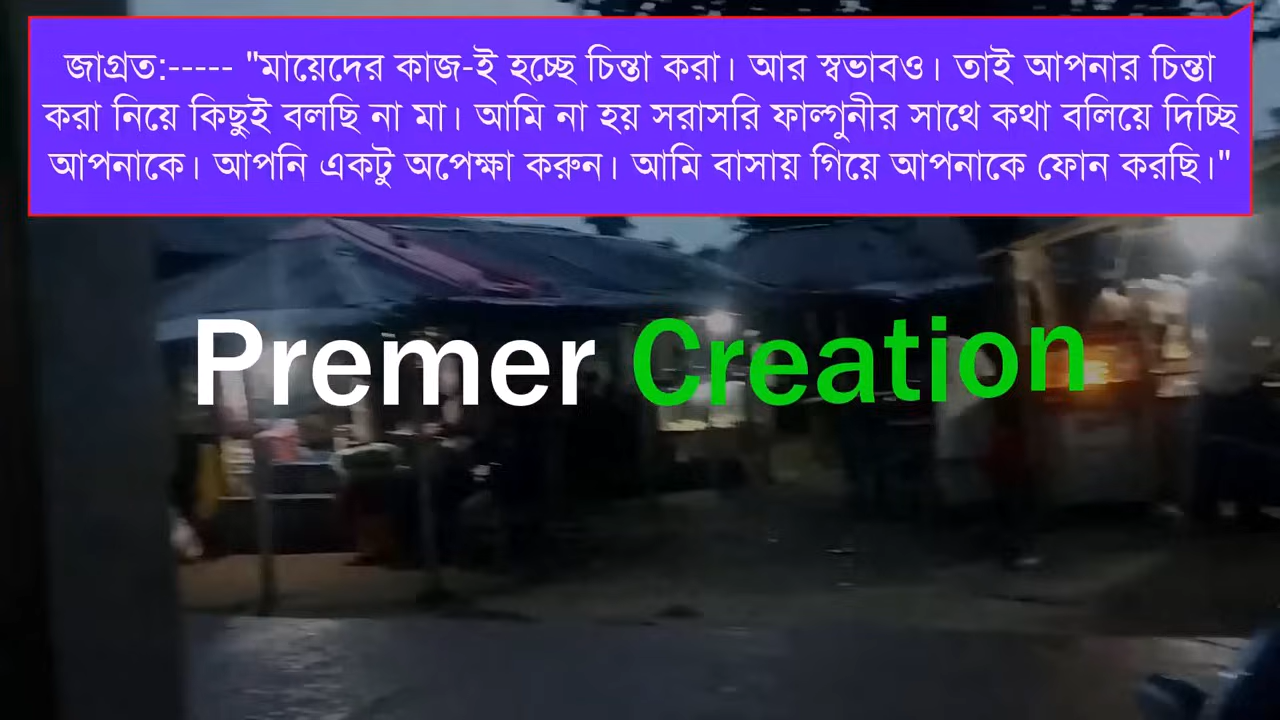 জাগ্রত:----- "মায়েদের কাজ-ই হচ্ছে চিন্তা করা। আর স্বভাবও। তাই আপনার চিন্তা
করা নিয়ে কিছুই বলছি না মা। আমি না হয় সরাসরি ফাল্গুনীর সাথে কথা বলিয়ে দিচ্ছি
আপনাকে। আপনি একটু অপেক্ষা করুন। আমি বাসায় গিয়ে আপনাকে ফোন করছি।"
Premer Creation